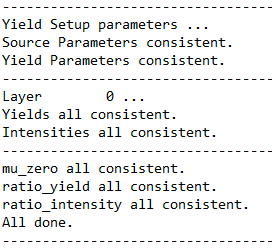 ----------------------------------
Yield Setup parameters ...
Source Parameters consistent.
Yield Parameters consistent.
----------------------------------
Layer        0 ...
Yields all consistent.
Intensities all consistent.
----------------------------------
mu_zero all consistent.
ratio_yield all consistent.
ratio_intensity all consistent.
All done.
----------------------------------